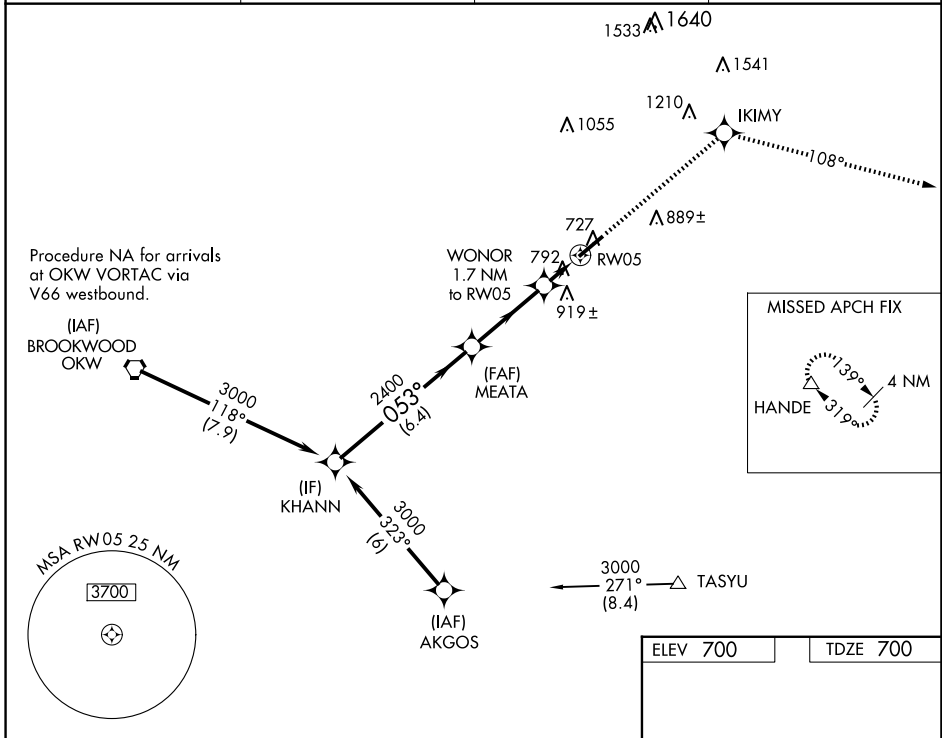 1533 1640
1541
1210
IKIMY
1055
108°
889±
727
RW05
792
WONOR
1.7 NM
to RW05
919±
Procedure NA for arrivals
at OKW VORTAC via
V66 westbound.
(IAF)
BROOKWOOD
OKW
3000
118°
(7.9)
2400
053°
(6.4)
(FAF)
MEATA
MISSED APCH FIX
139°
4 NM
HANDE
319°
(IF)
KHANN
3000
323°
(6)
MSA RW05 25 NM
3700
(IAF)
AKGOS
3000
271°
(8.4)
TASYU
ELEV 700
TDZE 700